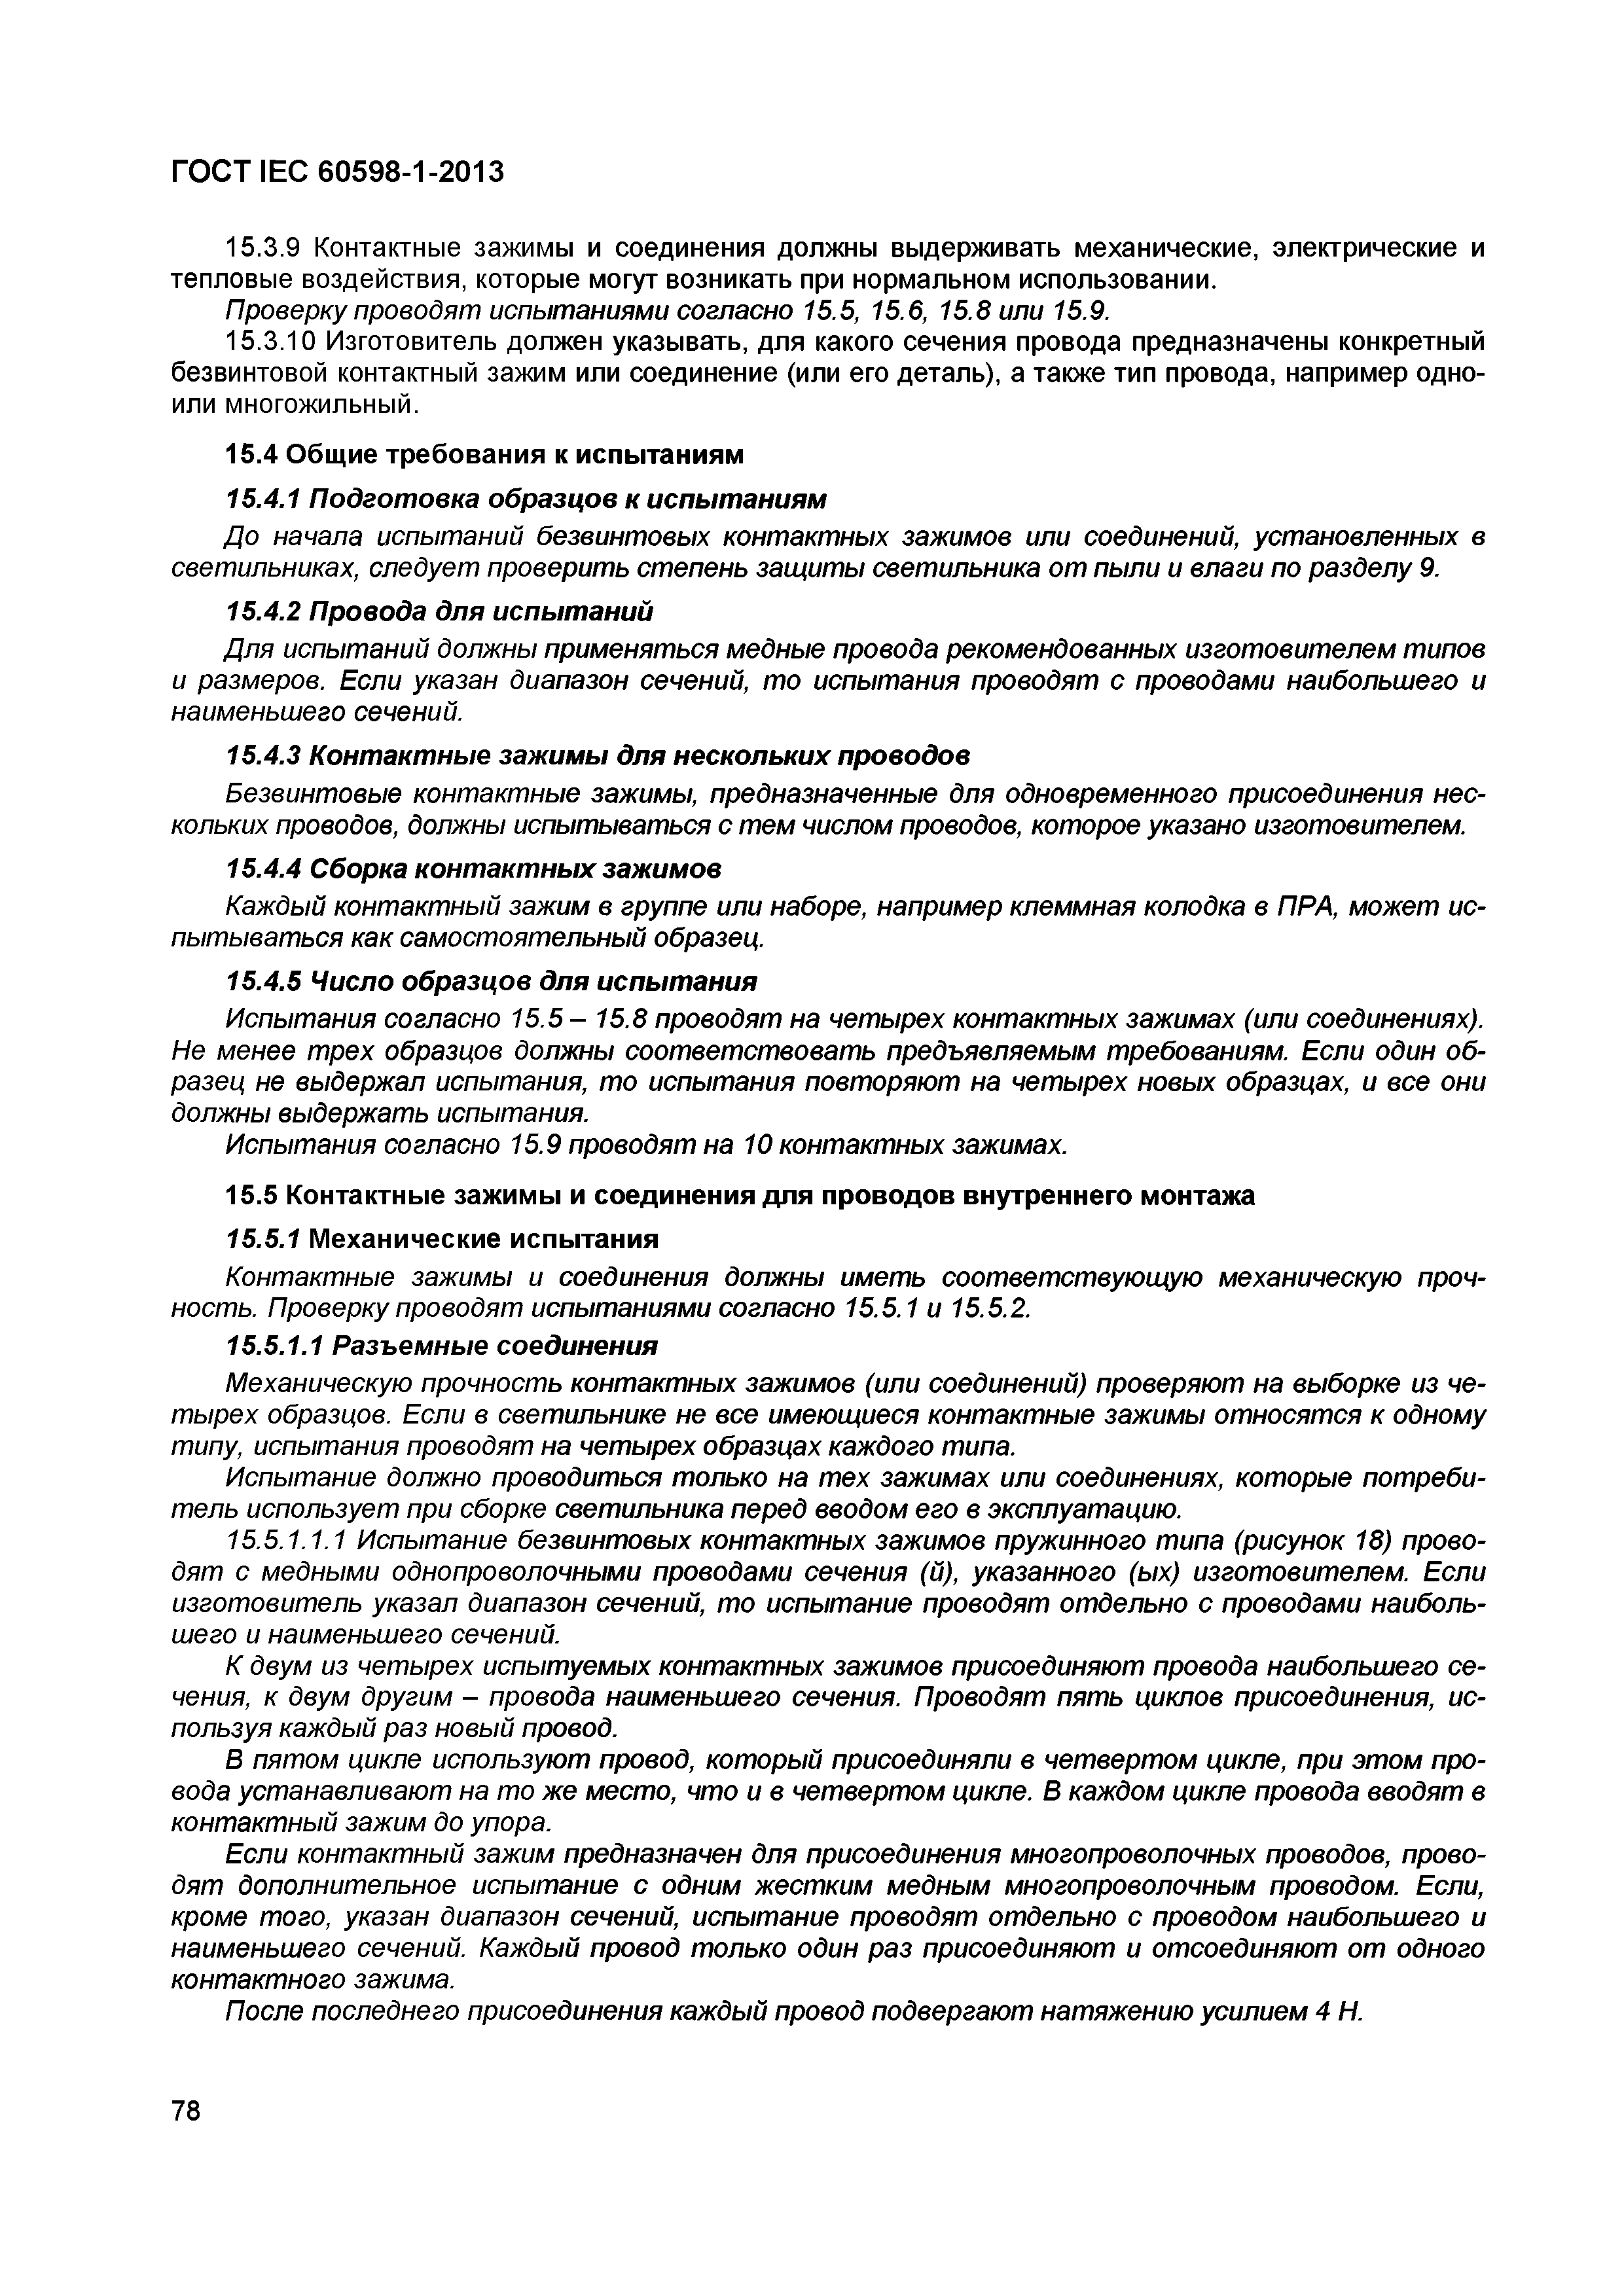 ГОСТ IEC 60598-1-2013
15.3.9 Контактные зажимы и соединения должны выдерживать механические, электрические и
тепловые воздействия, которые могут возникать при нормальном использовании.
Проверку проводят испытаниями согласно 15.5, 15.6, 15.8 или 15.9.
15.3.10 Изготовитель должен указывать, для какого сечения провода предназначены конкретный
безвинтовой контактный зажим или соединение (или его деталь), а также тип провода, например одно-
или многожильный.
15.4 Общие требования к испытаниям
15.4.1 Подготовка образцов к испытаниям
До начала испытаний безвинтовых контактных зажимов или соединений, установленных в
светильниках, следует проверить степень защиты светильника от пыли и влаги по разделу 9.
15.4.2 Провода для испытаний
Для испытаний должны применяться медные провода рекомендованных изготовителем типов
и размеров. Если указан диапазон сечений, то испытания проводят с проводами наибольшего и
наименьшего сечений.
15.4.3 Контактные зажимы для нескольких проводов
Безвинтовые контактные зажимы, предназначенные для одновременного присоединения нес-
кольких проводов, должны испытываться с тем числом проводов, которое указано изготовителем.
15.4.4 Сборка контактных зажимов
Каждый контактный зажим в группе или наборе, например клеммная колодка в ПРА, может ис-
пытываться как самостоятельный образец.
15.4.5 Число образцов для испытания
Испытания согласно 15.5 – 15.8 проводят на четырех контактных зажимах (или соединениях).
Не менее трех образцов должны соответствовать предъявляемым требованиям. Если один об-
разец не выдержал испытания, то испытания повторяют на четырех новых образцах, и все они
должны выдержать испытания.
Испытания согласно 15.9 проводят на 10 контактных зажимах.
15.5 Контактные зажимы и соединения для проводов внутреннего монтажа
15.5.1 Механические испытания
Контактные зажимы и соединения должны иметь соответствующую механическую проч-
ность. Проверку проводят испытаниями согласно 15.5.1 и 15.5.2.
15.5.1.1 Разъемные соединения
Механическую прочность контактных зажимов (или соединений) проверяют на выборке из че-
тырех образцов. Если в светильнике не все имеющиеся контактные зажимы относятся к одному
типу, испытания проводят на четырех образцах каждого типа.
Испытание должно проводиться только на тех зажимах или соединениях, которые потреби-
тель использует при сборке светильника перед вводом его в эксплуатацию.
15.5.1.1.1 Испытание безвинтовых контактных зажимов пружинного типа (рисунок 18) прово-
дят с медными однопроволочными проводами сечения (й), указанного (ых) изготовителем. Если
изготовитель указал диапазон сечений, то испытание проводят отдельно с проводами наиболь-
шего и наименьшего сечений.
К двум из четырех испытуемых контактных зажимов присоединяют провода наибольшего се-
чения, к двум другим – провода наименьшего сечения. Проводят пять циклов присоединения, ис-
пользуя каждый раз новый провод.
В пятом цикле используют провод, который присоединяли в четвертом цикле, при этом про-
вода устанавливают на то же место, что и в четвертом цикле. В каждом цикле провода вводят в
контактный зажим до упора.
Если контактный зажим предназначен для присоединения многопроволочных проводов, прово-
дят дополнительное испытание с одним жестким медным многопроволочным проводом. Если,
кроме того, указан диапазон сечений, испытание проводят отдельно с проводом наибольшего и
наименьшего сечений. Каждый провод только один раз присоединяют и отсоединяют от одного
контактного зажима.
После последнего присоединения каждый провод подвергают натяжению усилием 4 Н.
78